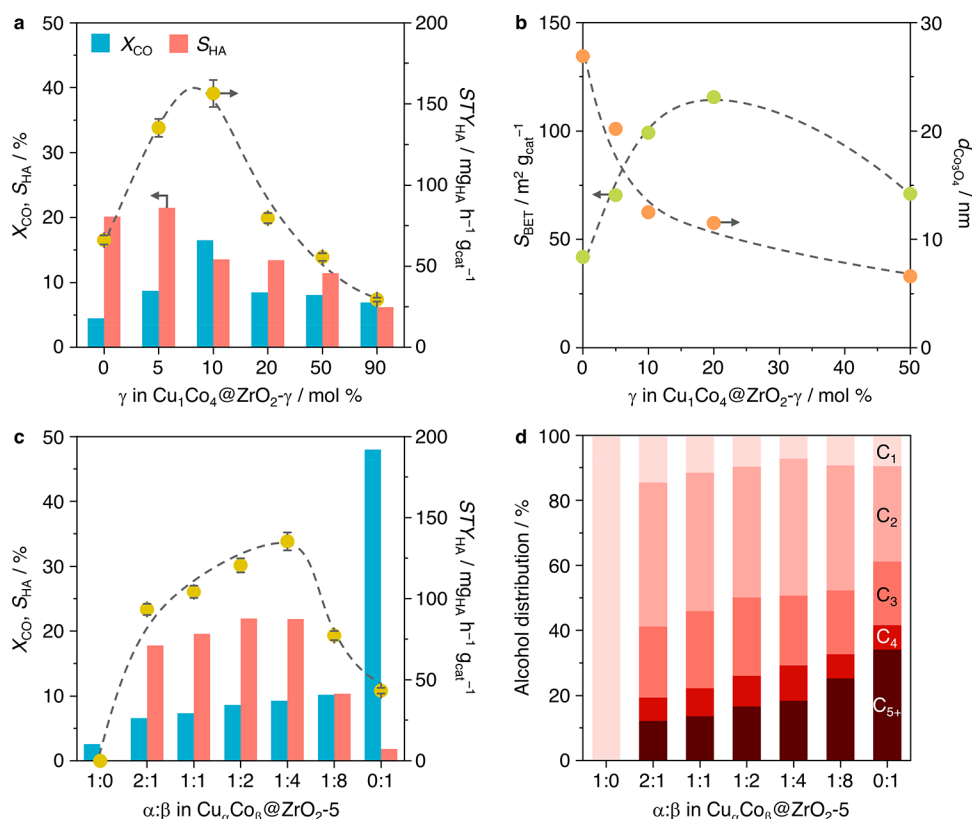 a
X_CO
S_HA
X_CO, S_HA / %
50
40
30
20
10
0
200
150
100
50
0
STY_HA / mg_HA h⁻¹ g_cat⁻¹
0 5 10 20 50 90
γ in Cu₁Co₄@ZrO₂-γ / mol %
b
S_BET / m² g_cat⁻¹
150
100
50
0
30
20
10
0
d_Co₃O₄ / nm
0 10 20 30 40 50
γ in Cu₁Co₄@ZrO₂-γ / mol %
c
X_CO, S_HA / %
50
40
30
20
10
0
200
150
100
50
0
STY_HA / mg_HA h⁻¹ g_cat⁻¹
1:0 2:1 1:1 1:2 1:4 1:8 0:1
α:β in Cu_αCo_β@ZrO₂-5
d
Alcohol distribution / %
100
80
60
40
20
0
C₁
C₂
C₃
C₄
C₅₊
1:0 2:1 1:1 1:2 1:4 1:8 0:1
α:β in Cu_αCo_β@ZrO₂-5